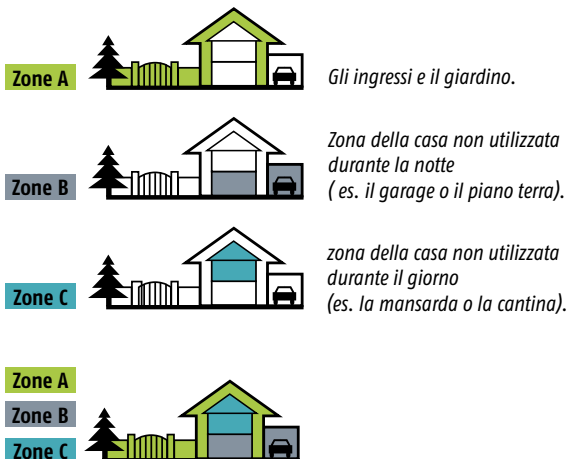 Zone A
Gli ingressi e il giardino.
Zone B
Zona della casa non utilizzata
durante la notte
( es. il garage o il piano terra).
Zone C
zona della casa non utilizzata
durante il giorno
(es. la mansarda o la cantina).
Zone A
Zone B
Zone C